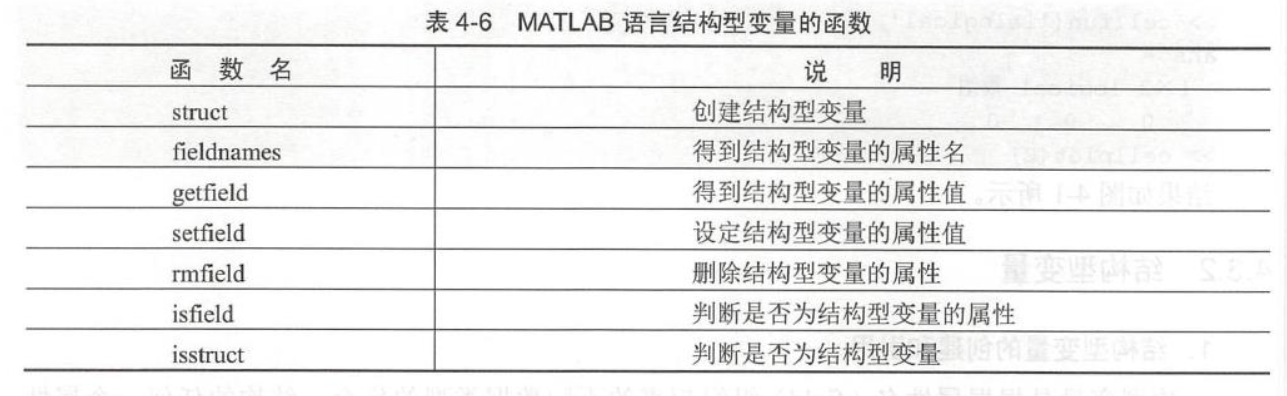 表 4-6 MATLAB 语言结构型变量的函数
函 数 名 说 明
struct 创建结构型变量
fieldnames 得到结构型变量的属性名
getfield 得到结构型变量的属性值
setfield 设定结构型变量的属性值
rmfield 删除结构型变量的属性
isfield 判断是否为结构型变量的属性
isstruct 判断是否为结构型变量